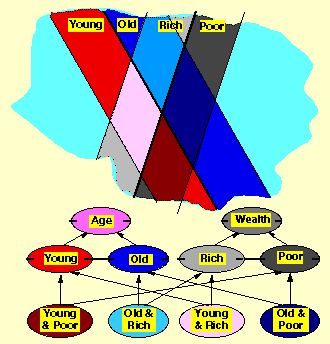 Young Old Rich Poor
Age Wealth
Young Old Rich Poor
Young & Poor
Old & Rich
Young & Rich
Old & Poor